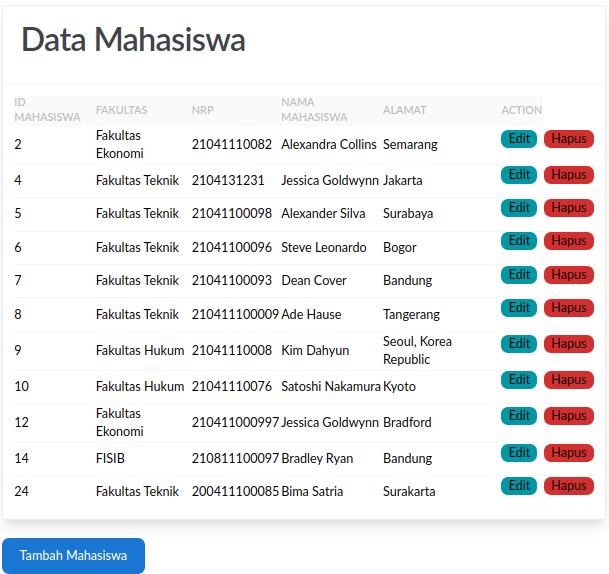 Data Mahasiswa
ID MAHASISWA FAKULTAS NRP NAMA MAHASISWA ALAMAT ACTION
2 Fakultas Ekonomi 21041110082 Alexandra Collins Semarang Edit Hapus
4 Fakultas Teknik 2104131231 Jessica Goldwynn Jakarta Edit Hapus
5 Fakultas Teknik 21041100098 Alexander Silva Surabaya Edit Hapus
6 Fakultas Teknik 21041100096 Steve Leonardo Bogor Edit Hapus
7 Fakultas Teknik 21041100093 Dean Cover Bandung Edit Hapus
8 Fakultas Teknik 210411100009 Ade Hause Tangerang Edit Hapus
9 Fakultas Hukum 21041110008 Kim Dahyun Seoul, Korea Republic Edit Hapus
10 Fakultas Hukum 21041110076 Satoshi Nakamura Kyoto Edit Hapus
12 Fakultas Ekonomi 210411000997 Jessica Goldwynn Bradford Edit Hapus
14 FISIB 210811100097 Bradley Ryan Bandung Edit Hapus
24 Fakultas Teknik 200411100085 Bima Satria Surakarta Edit Hapus
Tambah Mahasiswa